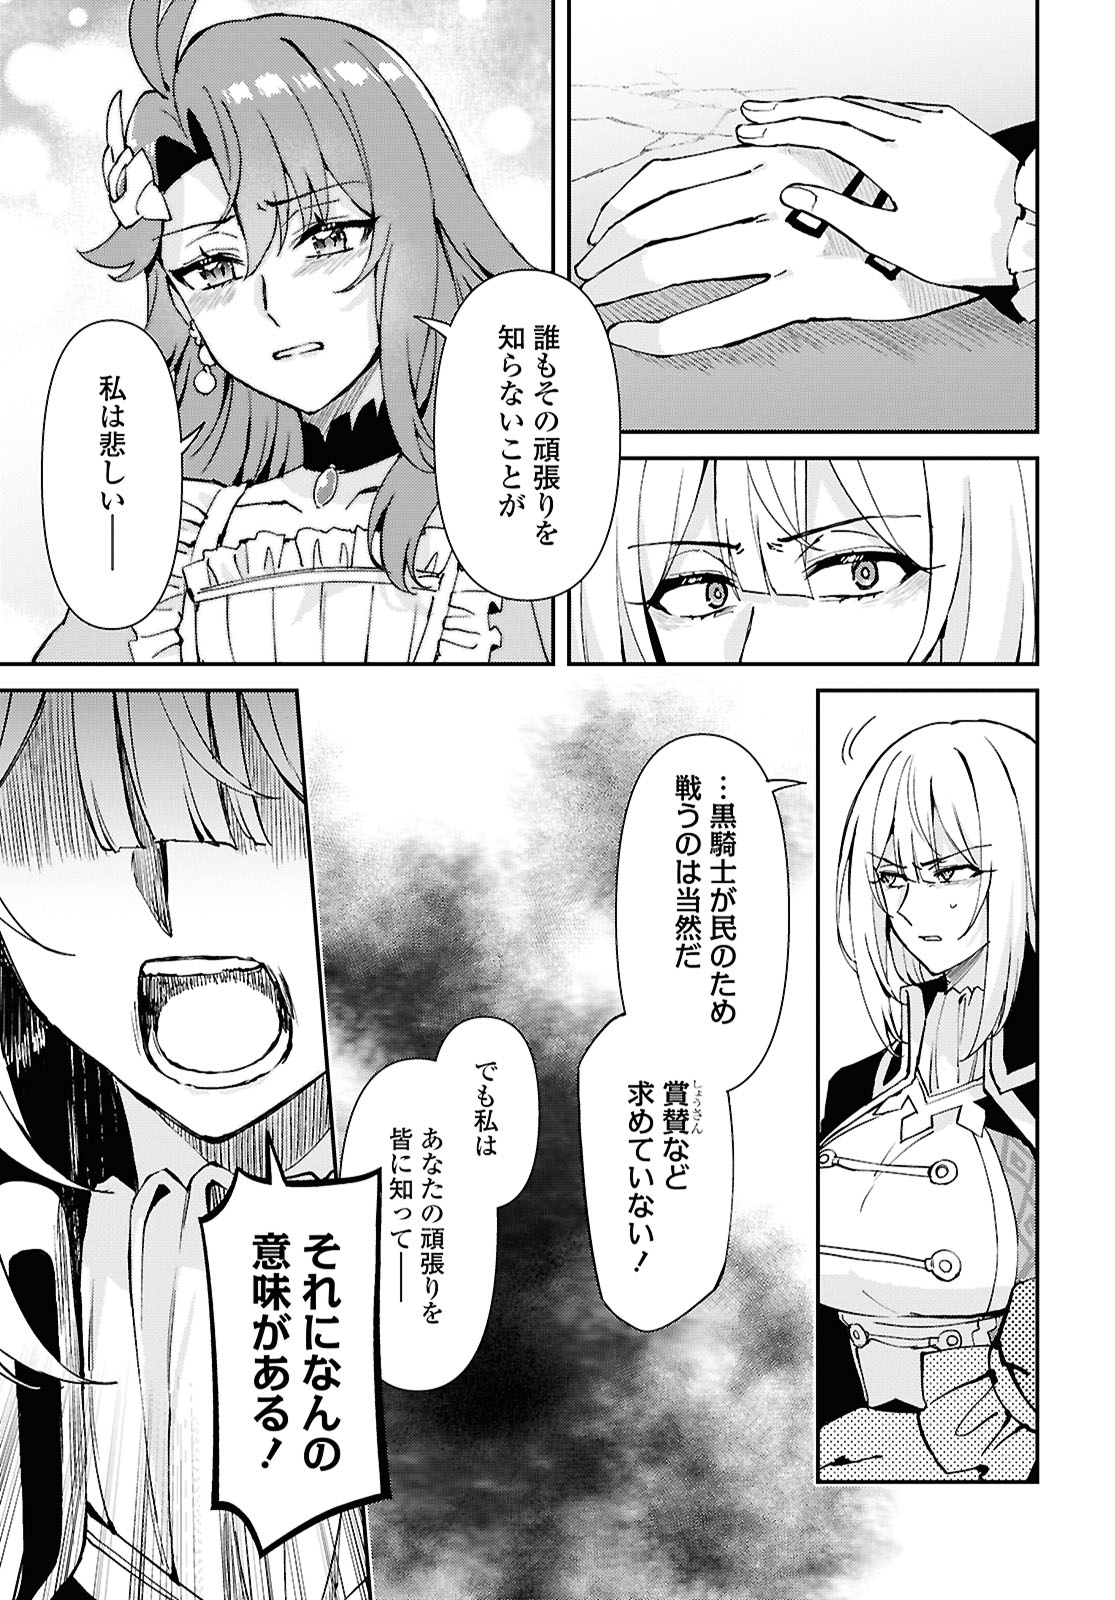 誰もその頑張りを
知らないことが
私は悲しい――
…黒騎士が民のため
戦うのは当然だ
賞賛など
しょうさん
求めていない！
でも私は
あなたの頑張りを
皆に知って――
それになんの
意味がある！